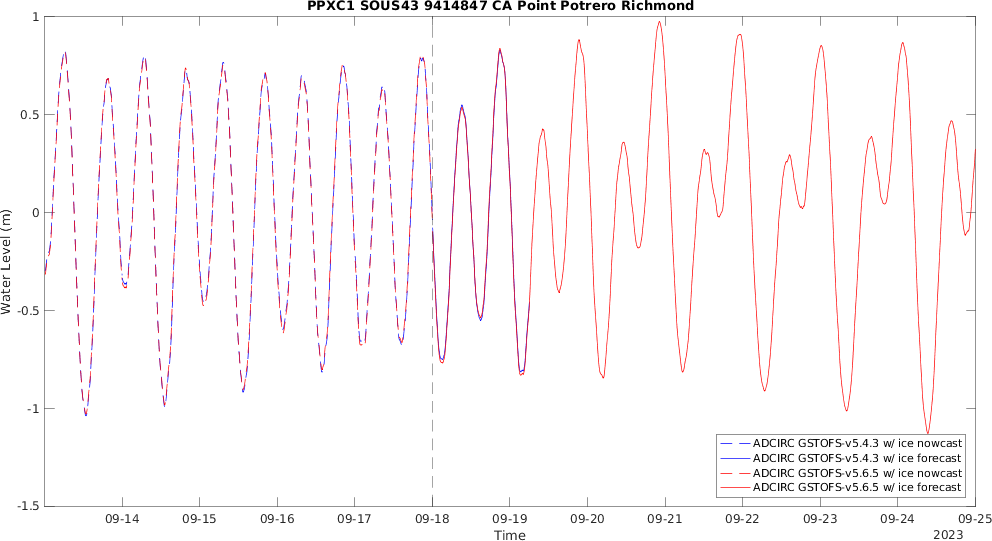 PPXC1 SOUS43 9414847 CA Point Potrero Richmond
1
0.5
0
-0.5
-1
-1.5
Water Level (m)
ADCIRC GSTOFS-v5.4.3 w/ ice nowcast
ADCIRC GSTOFS-v5.4.3 w/ ice forecast
ADCIRC GSTOFS-v5.6.5 w/ ice nowcast
ADCIRC GSTOFS-v5.6.5 w/ ice forecast
09-14 09-15 09-16 09-17 09-18 09-19 09-20 09-21 09-22 09-23 09-24 09-25
Time
2023